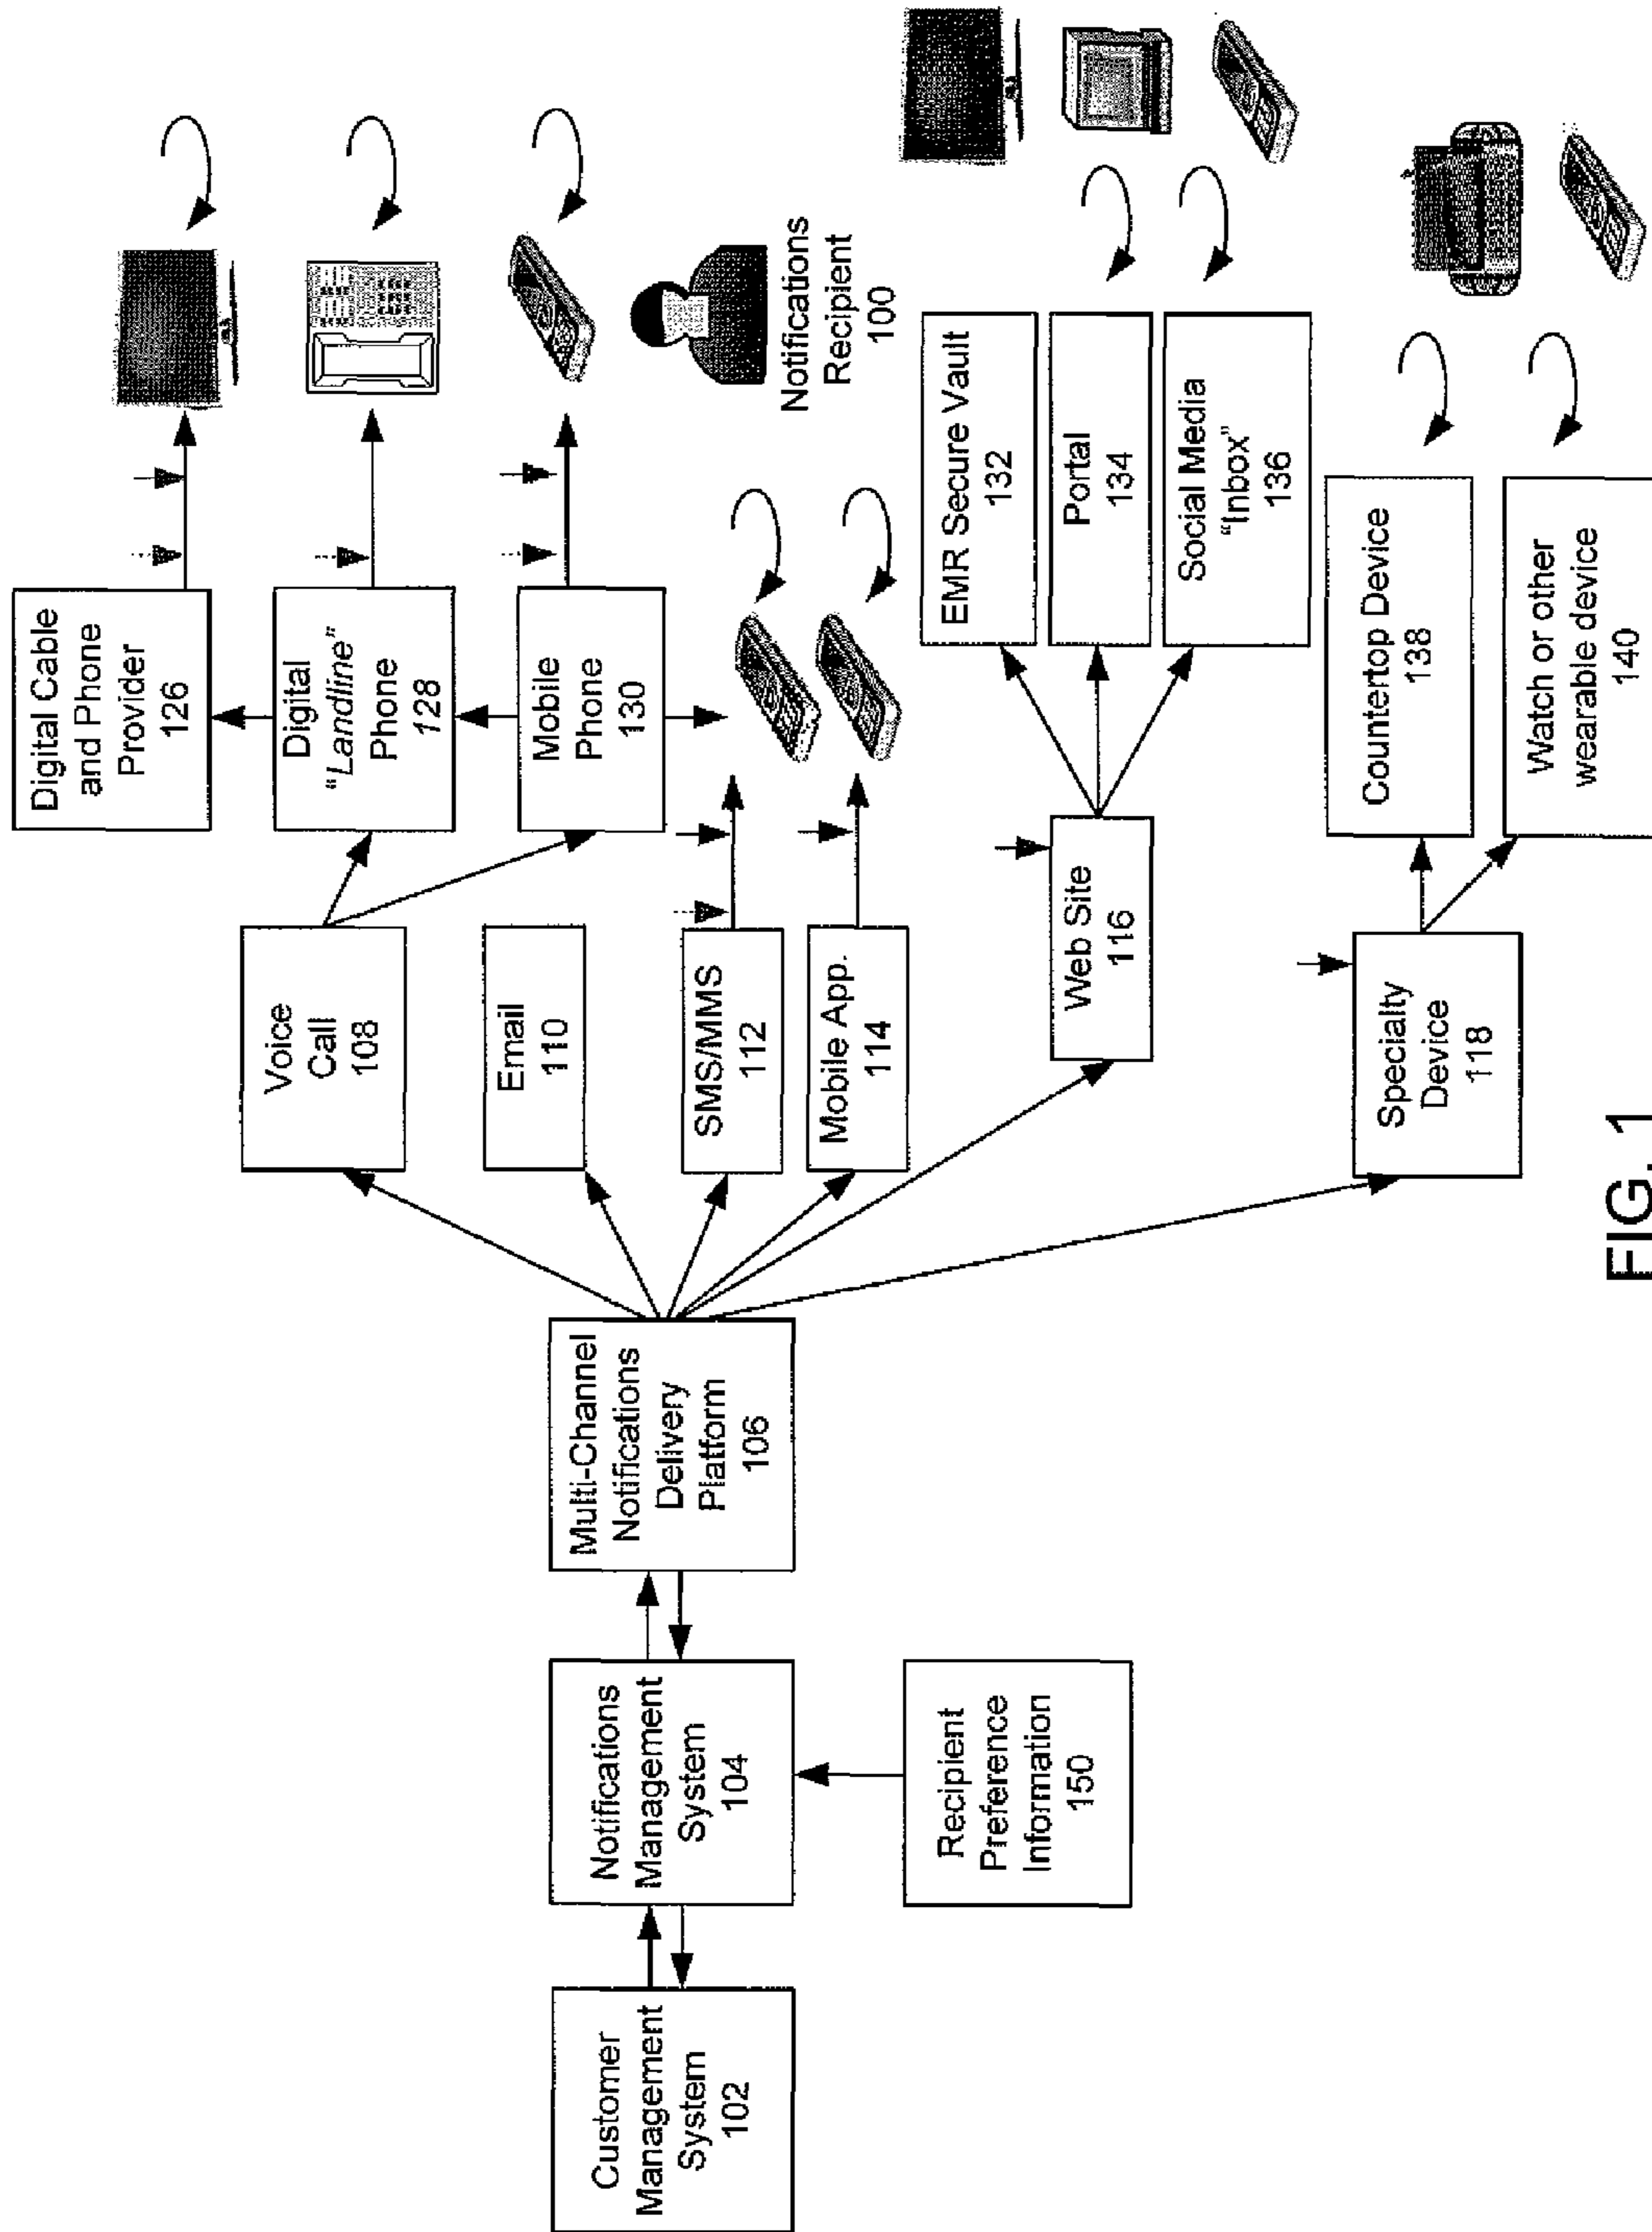 Customer
Management
System
102
Notifications
Management
System
104
Recipient
Preference
Information
150
Multi-Channel
Notifications
Delivery
Platform
106
Voice
Call
108
Email
110
SMS/MMS
112
Mobile App.
114
Web Site
116
Specialty
Device
118
Digital Cable
and Phone
Provider
126
Digital
“Landline”
Phone
128
Mobile
Phone
130
Notifications
Recipient
100
EMR Secure Vault
132
Portal
134
Social Media
“Inbox”
136
Countertop Device
138
Watch or other
wearable device
140
FIG. 1